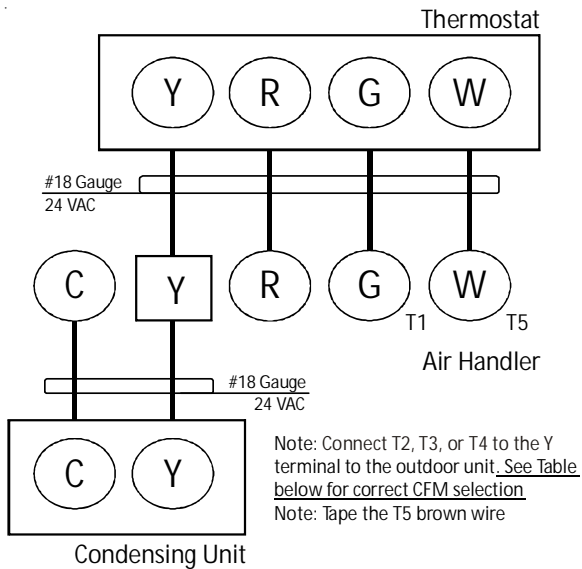 Thermostat
Y R G W
#18 Gauge
24 VAC
C Y R G W
T1 T5
Air Handler
#18 Gauge
24 VAC
C Y
Note: Connect T2, T3, or T4 to the Y
terminal to the outdoor unit. See Table
below for correct CFM selection
Note: Tape the T5 brown wire
Condensing Unit